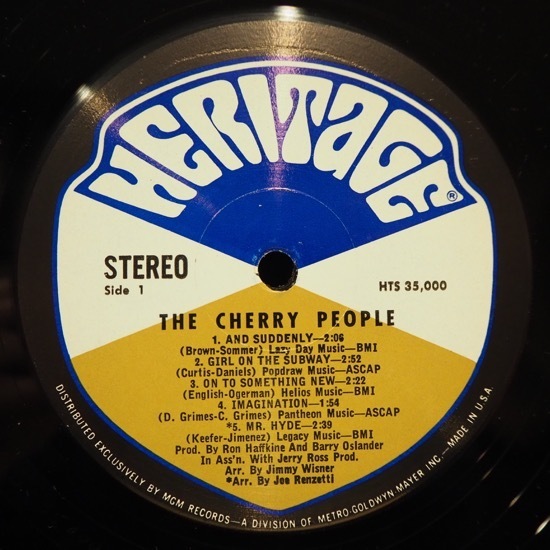 HERITAGE®
STEREO
Side 1
HTS 35,000
THE CHERRY PEOPLE
1. AND SUDDENLY—2:06
(Brown-Sommer) Lazy Day Music—BMI
2. GIRL ON THE SUBWAY—2:52
(Curtis-Daniels) Popdraw Music—ASCAP
3. ON TO SOMETHING NEW—2:22
(English-Ogerman) Helios Music—BMI
4. IMAGINATION—1:54
(D. Grimes-C. Grimes) Pantheon Music—ASCAP
*5. MR. HYDE—2:39
(Keefer-Jimenez) Legacy Music—BMI
Prod. By Ron Haffkine And Barry Oslander
In Ass'n. With Jerry Ross Prod.
Arr. By Jimmy Wisner
*Arr. By Joe Renzetti
DISTRIBUTED EXCLUSIVELY BY MGM RECORDS—A DIVISION OF METRO-GOLDWYN-MAYER INC.—MADE IN U.S.A.